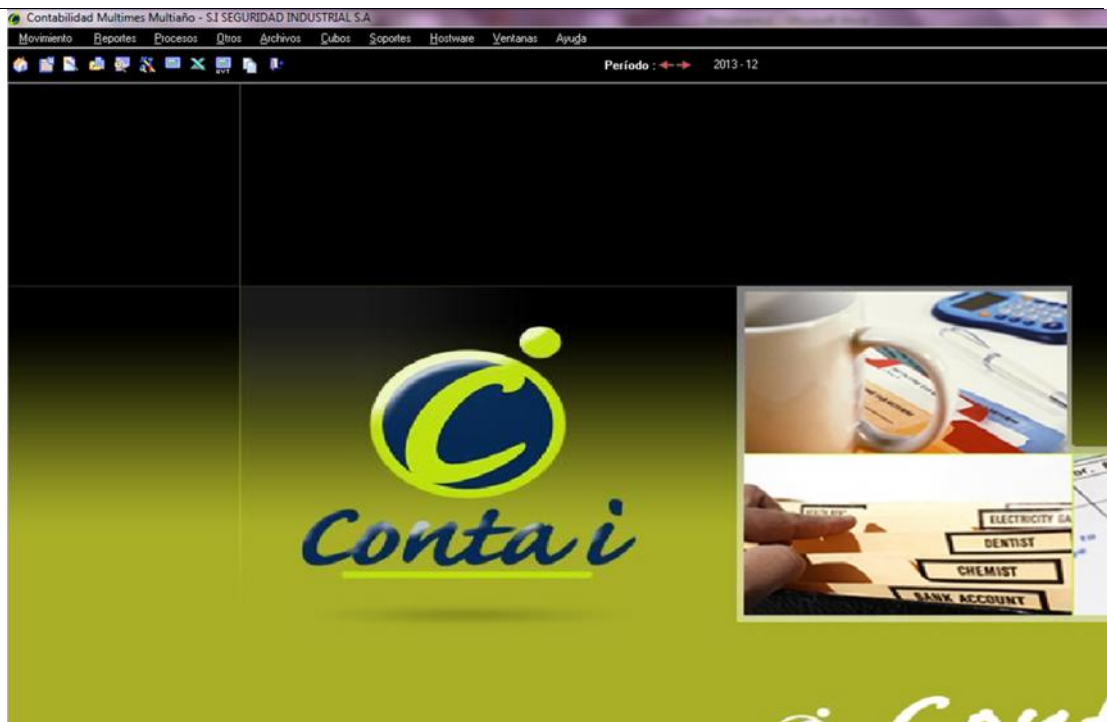 Contabilidad Multimes Multiaño - S.I SEGURIDAD INDUSTRIAL S.A
Movimiento Reportes Procesos Otros Archivos Cubos Soportes Hostware Ventanas Ayuda
Período : 2013 - 12
Conta i
ELECTRICITY GA
DENTIST
CHEMIST
BANK ACCOUNT